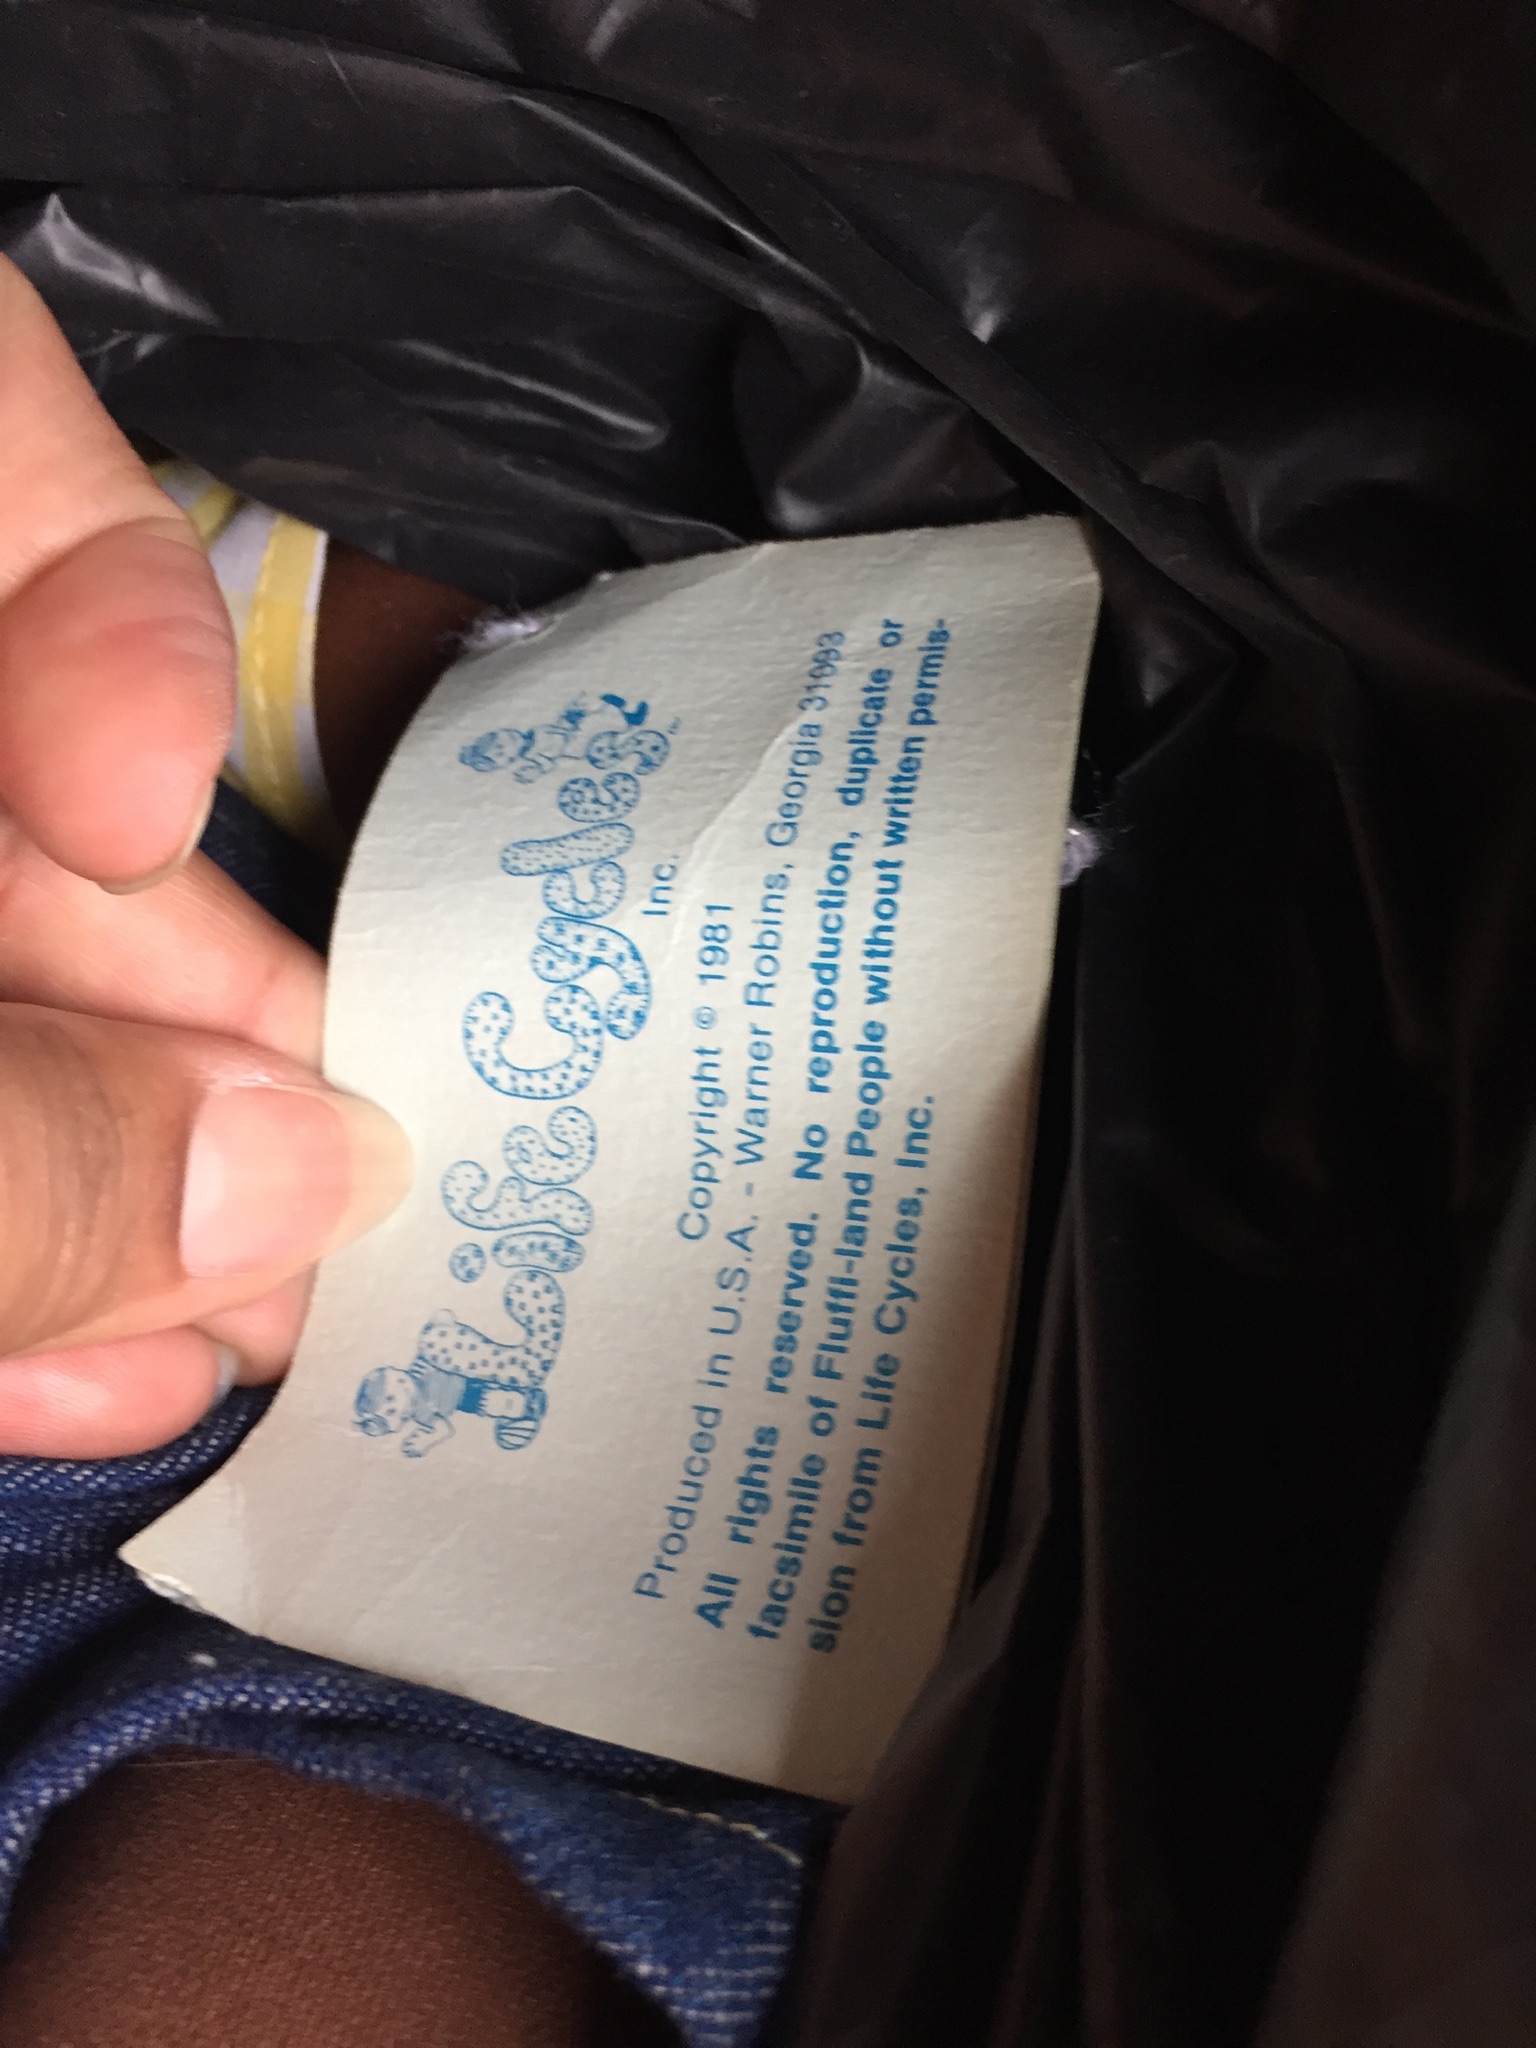 Life Cycles
Inc.
Copyright © 1981
Produced in U.S.A. - Warner Robins, Georgia 31093
All rights reserved. No reproduction, duplicate or
facsimile of Fluffi-land People without written permis-
sion from Life Cycles, Inc.